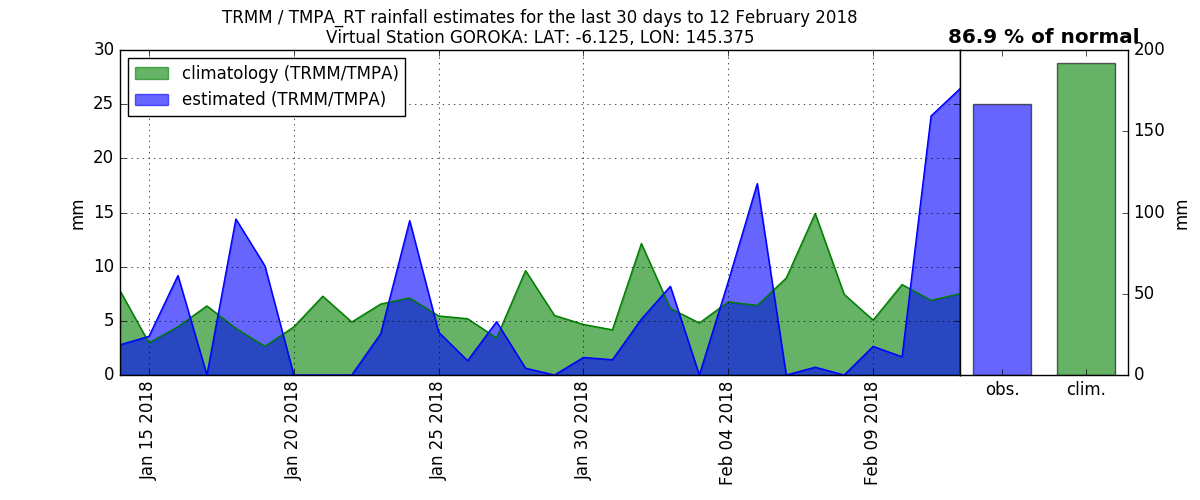 TRMM / TMPA_RT rainfall estimates for the last 30 days to 12 February 2018
Virtual Station GOROKA: LAT: -6.125, LON: 145.375
86.9 % of normal
climatology (TRMM/TMPA)
estimated (TRMM/TMPA)
30
25
20
15
10
5
0
mm
200
150
100
50
0
mm
Jan 15 2018
Jan 20 2018
Jan 25 2018
Jan 30 2018
Feb 04 2018
Feb 09 2018
obs.
clim.